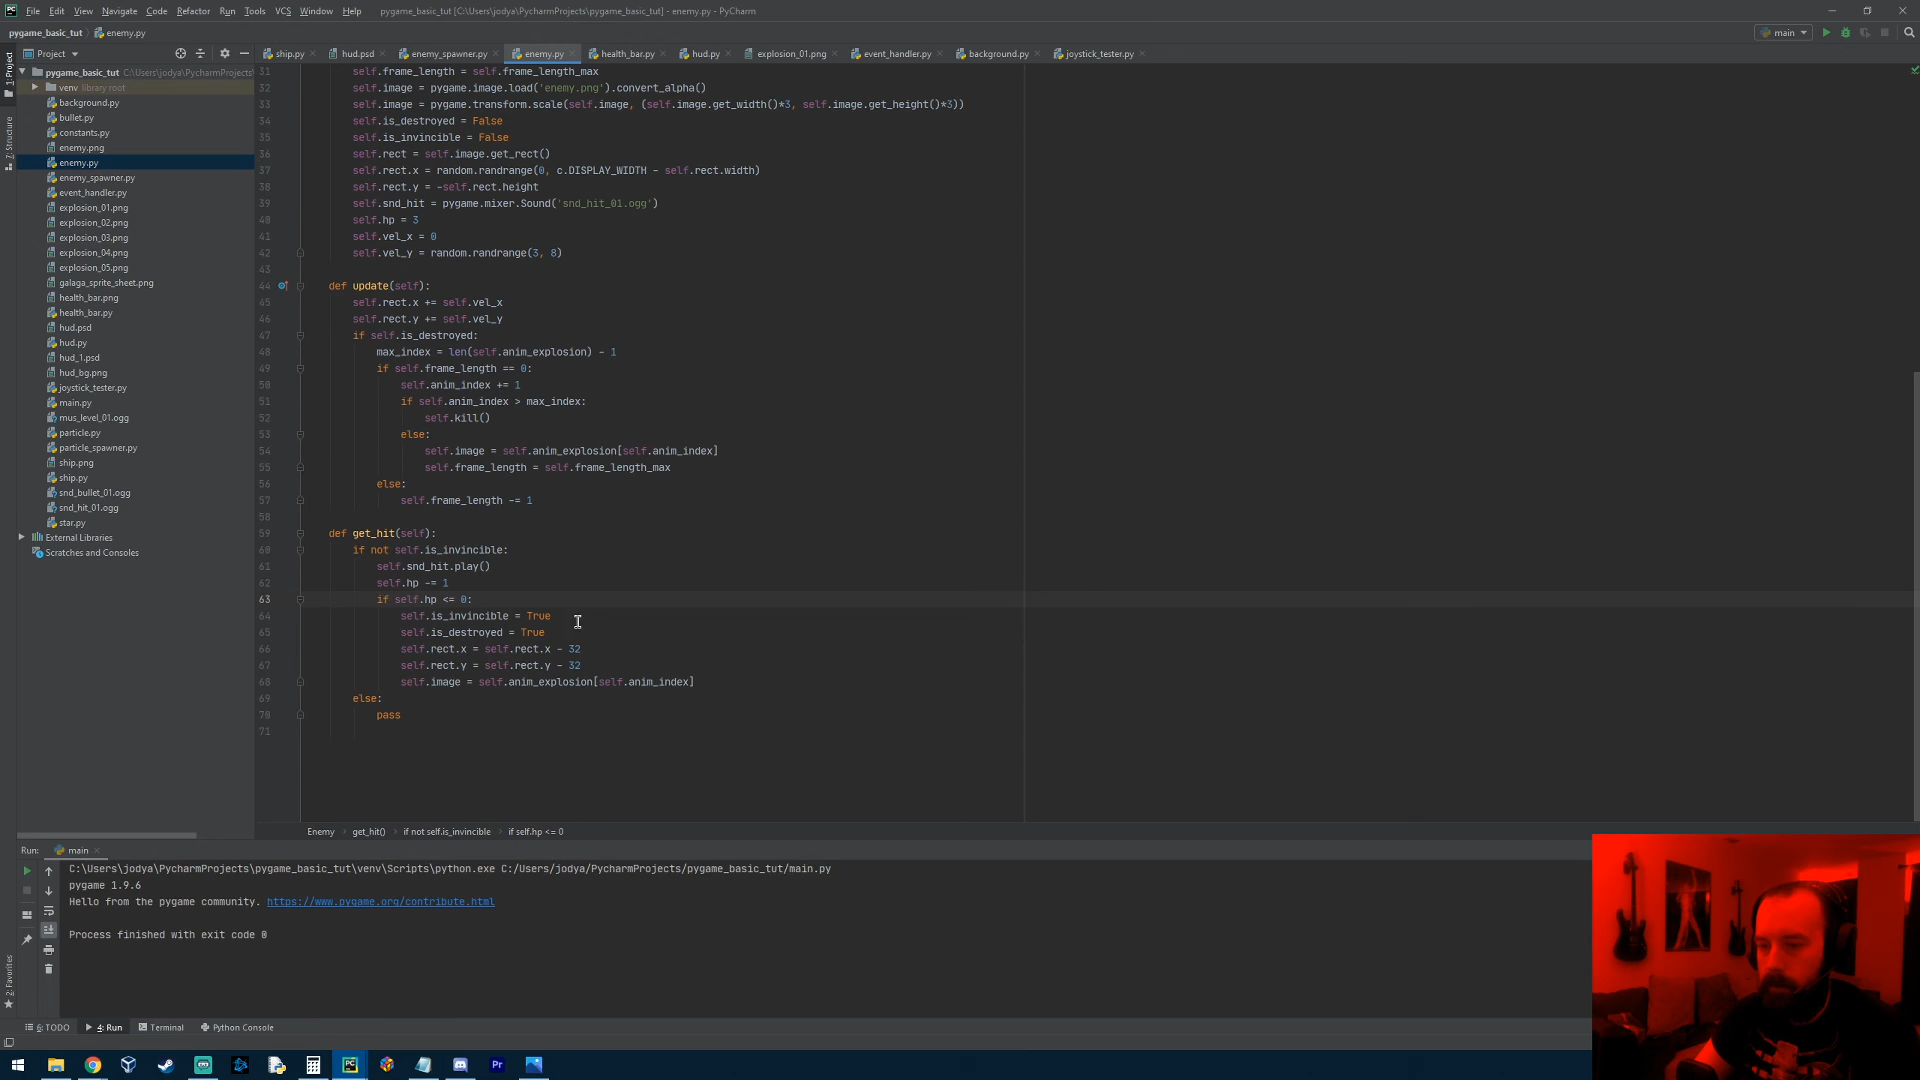 File Edit View Navigate Code Refactor Run Tools VCS Window Help pygame_basic_tut [C:\Users\jodya\PycharmProjects\pygame_basic_tut] - enemy.py - PyCharm
pygame_basic_tut enemy.py main
Project ship.py hud.psd enemy_spawner.py enemy.py health_bar.py hud.py explosion_01.png event_handler.py background.py joystick_tester.py
1: Project
7: Structure
2: Favorites
pygame_basic_tut C:\Users\jodya\PycharmProjects
venv library root
background.py
bullet.py
constants.py
enemy.png
enemy.py
enemy_spawner.py
event_handler.py
explosion_01.png
explosion_02.png
explosion_03.png
explosion_04.png
explosion_05.png
galaga_sprite_sheet.png
health_bar.png
health_bar.py
hud.psd
hud.py
hud_1.psd
hud_bg.png
joystick_tester.py
main.py
mus_level_01.ogg
particle.py
particle_spawner.py
ship.png
ship.py
snd_bullet_01.ogg
snd_hit_01.ogg
star.py
External Libraries
Scratches and Consoles
31 self.frame_length = self.frame_length_max
32 self.image = pygame.image.load('enemy.png').convert_alpha()
33 self.image = pygame.transform.scale(self.image, (self.image.get_width()*3, self.image.get_height()*3))
34 self.is_destroyed = False
35 self.is_invincible = False
36 self.rect = self.image.get_rect()
37 self.rect.x = random.randrange(0, c.DISPLAY_WIDTH - self.rect.width)
38 self.rect.y = -self.rect.height
39 self.snd_hit = pygame.mixer.Sound('snd_hit_01.ogg')
40 self.hp = 3
41 self.vel_x = 0
42 self.vel_y = random.randrange(3, 8)
43
44 def update(self):
45 self.rect.x += self.vel_x
46 self.rect.y += self.vel_y
47 if self.is_destroyed:
48 max_index = len(self.anim_explosion) - 1
49 if self.frame_length == 0:
50 self.anim_index += 1
51 if self.anim_index > max_index:
52 self.kill()
53 else:
54 self.image = self.anim_explosion[self.anim_index]
55 self.frame_length = self.frame_length_max
56 else:
57 self.frame_length -= 1
58
59 def get_hit(self):
60 if not self.is_invincible:
61 self.snd_hit.play()
62 self.hp -= 1
63 if self.hp <= 0:
64 self.is_invincible = True
65 self.is_destroyed = True
66 self.rect.x = self.rect.x - 32
67 self.rect.y = self.rect.y - 32
68 self.image = self.anim_explosion[self.anim_index]
69 else:
70 pass
71
Enemy get_hit() if not self.is_invincible if self.hp <= 0
Run: main
C:\Users\jodya\PycharmProjects\pygame_basic_tut\venv\Scripts\python.exe C:/Users/jodya/PycharmProjects/pygame_basic_tut/main.py
pygame 1.9.6
Hello from the pygame community. https://www.pygame.org/contribute.html
Process finished with exit code 0
6: TODO 4: Run Terminal Python Console
PC Pr